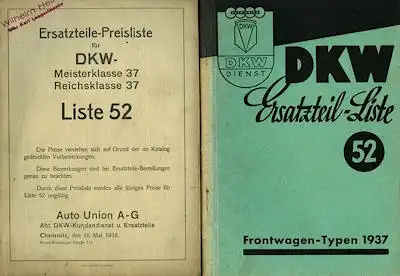 Wilhelm Hei
Ersatzteile-Preisliste
für
DKW-
Meisterklasse 37
Reichsklasse 37
Liste 52
Die Preise verstehen sich auf Grund der im Katalog
gedruckten Vorbemerkungen.
Diese Bemerkungen sind bei Ersatzteile-Bestellungen
genau zu beachten.
Durch diese Preisliste werden alle übrigen Preise für
Liste 52 ungültig.
Auto Union A-G
Abt. DKW-Kundendienst u. Ersatzteile
Chemnitz, den 16. Mai 1938.
DKW
DIENST
DKW
Ersatzteil-Liste
52
Frontwagen-Typen 1937